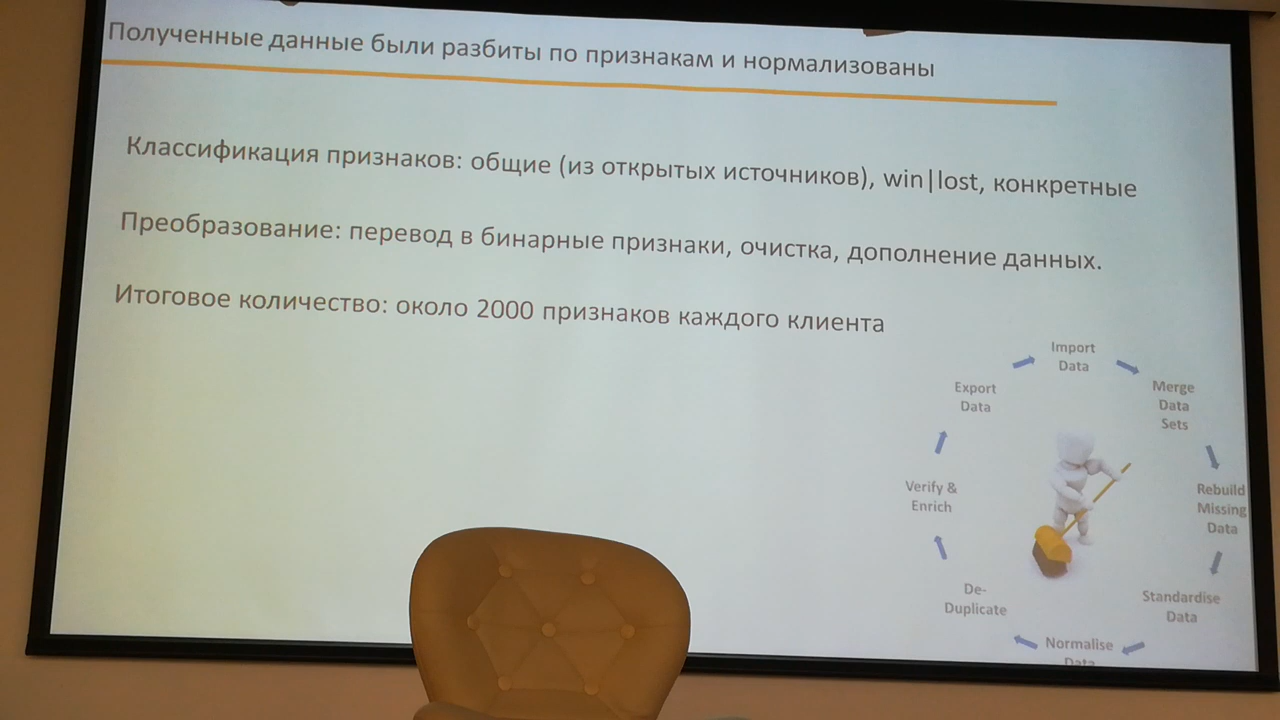 Полученные данные были разбиты по признакам и нормализованы
Классификация признаков: общие (из открытых источников), win|lost, конкретные
Преобразование: перевод в бинарные признаки, очистка, дополнение данных.
Итоговое количество: около 2000 признаков каждого клиента
Import
Data
Merge
Data
Sets
Rebuild
Missing
Data
Standardise
Data
Normalise
Data
De-
Duplicate
Verify &
Enrich
Export
Data